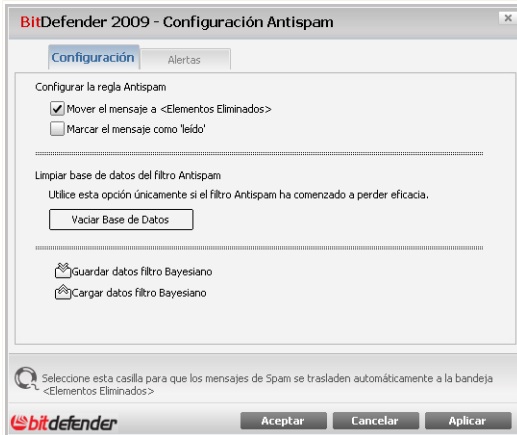 BitDefender 2009 - Configuración Antispam
Configuración
Alertas
Configurar la regla Antispam
Mover el mensaje a <Elementos Eliminados>
Marcar el mensaje como 'leído'
Limpiar base de datos del filtro Antispam
Utilice esta opción únicamente si el filtro Antispam ha comenzado a perder eficacia.
Vaciar Base de Datos
Guardar datos filtro Bayesiano
Cargar datos filtro Bayesiano
Seleccione esta casilla para que los mensajes de Spam se trasladen automáticamente a la bandeja
<Elementos Eliminados>
bitdefender
Aceptar
Cancelar
Aplicar